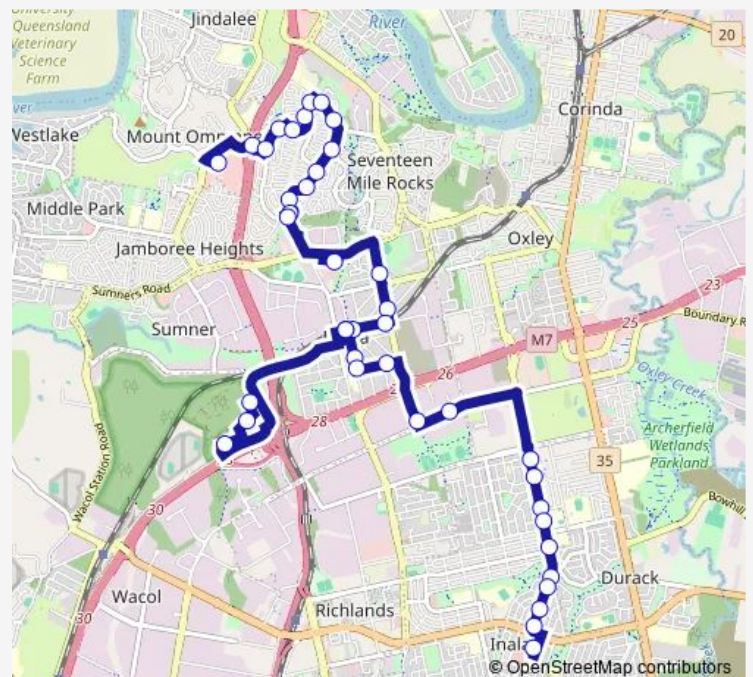 Jindalee
University
Queensland
Veterinary
Science
Farm
River
20
Corinda
Westlake
Mount
Seventeen
Mile Rocks
Middle Park
Jamboree Heights
Oxley
Sumners Road
23
Sumner
25
Boundary R
M7
26
Oxley Creek
28
Archerfield
Wetlands
Parkland
35
Wacol Station Road
30
Bowhill
Durack
Wacol
Richlands
30
Inala
© OpenStreetMap contributors